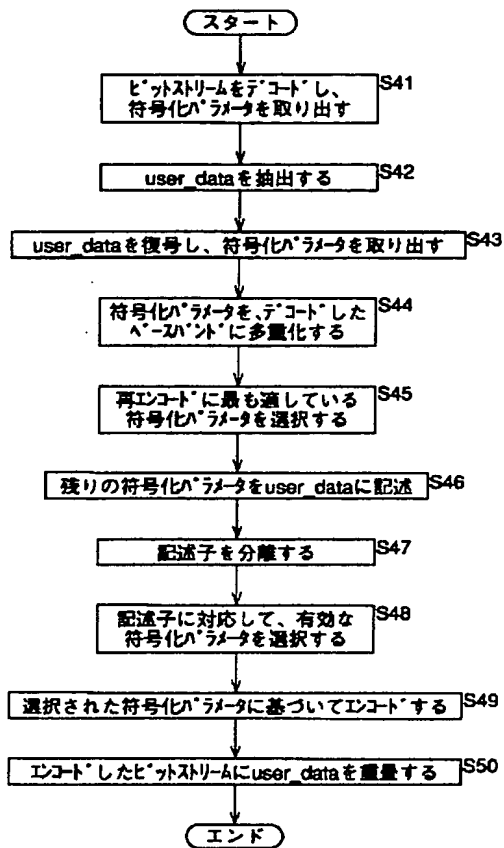 スタート
ビットストリームをデコードし、 S41
符号化パラメータを取り出す
user_dataを抽出する S42
user_dataを復号し、符号化パラメータを取り出す S43
符号化パラメータを、デコードした S44
ベースバンドに多重化する
再エンコードに最も適している S45
符号化パラメータを選択する
残りの符号化パラメータをuser_dataに記述 S46
記述子を分離する S47
記述子に対応して、有効な S48
符号化パラメータを選択する
選択された符号化パラメータに基づいてエンコードする S49
エンコードしたビットストリームにuser_dataを重畳する S50
エンド